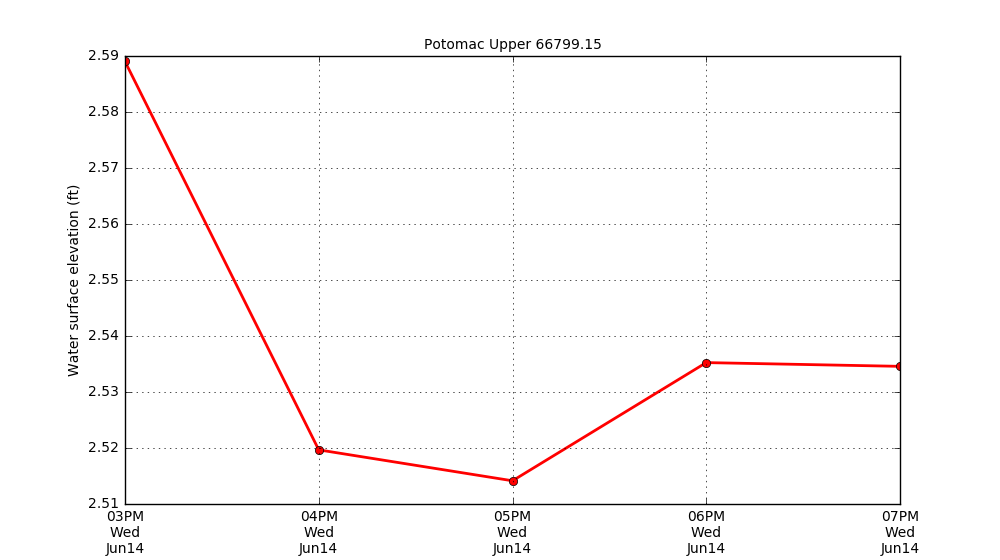 Potomac Upper 66799.15
Water surface elevation (ft)
2.59
2.58
2.57
2.56
2.55
2.54
2.53
2.52
2.51
03PM 04PM 05PM 06PM 07PM
Wed Wed Wed Wed Wed
Jun14 Jun14 Jun14 Jun14 Jun14